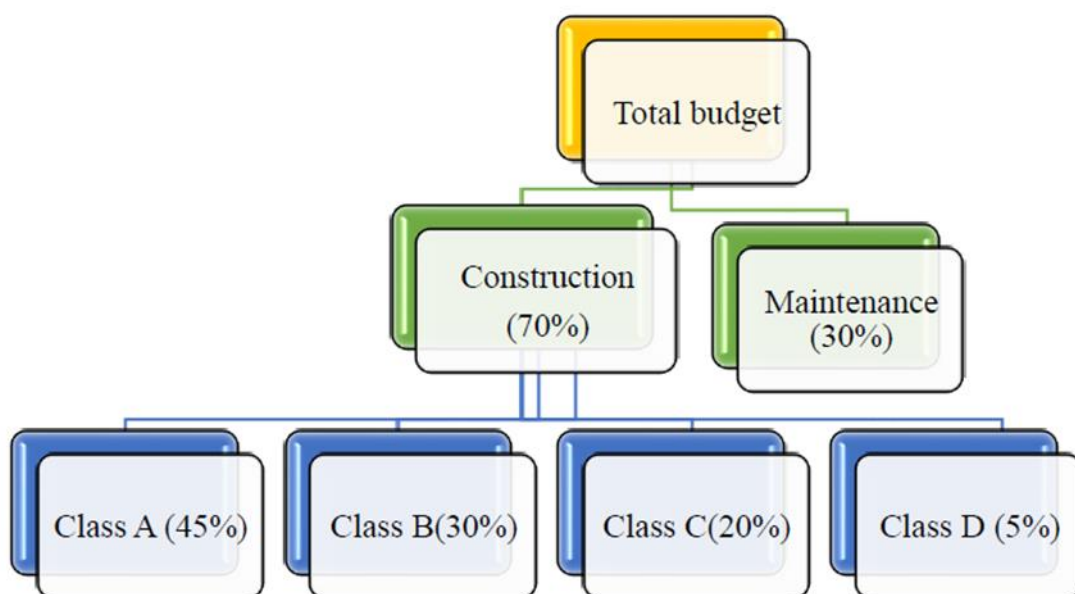 Total budget
Construction
(70%)
Maintenance
(30%)
Class A (45%)
Class B(30%)
Class C(20%)
Class D (5%)